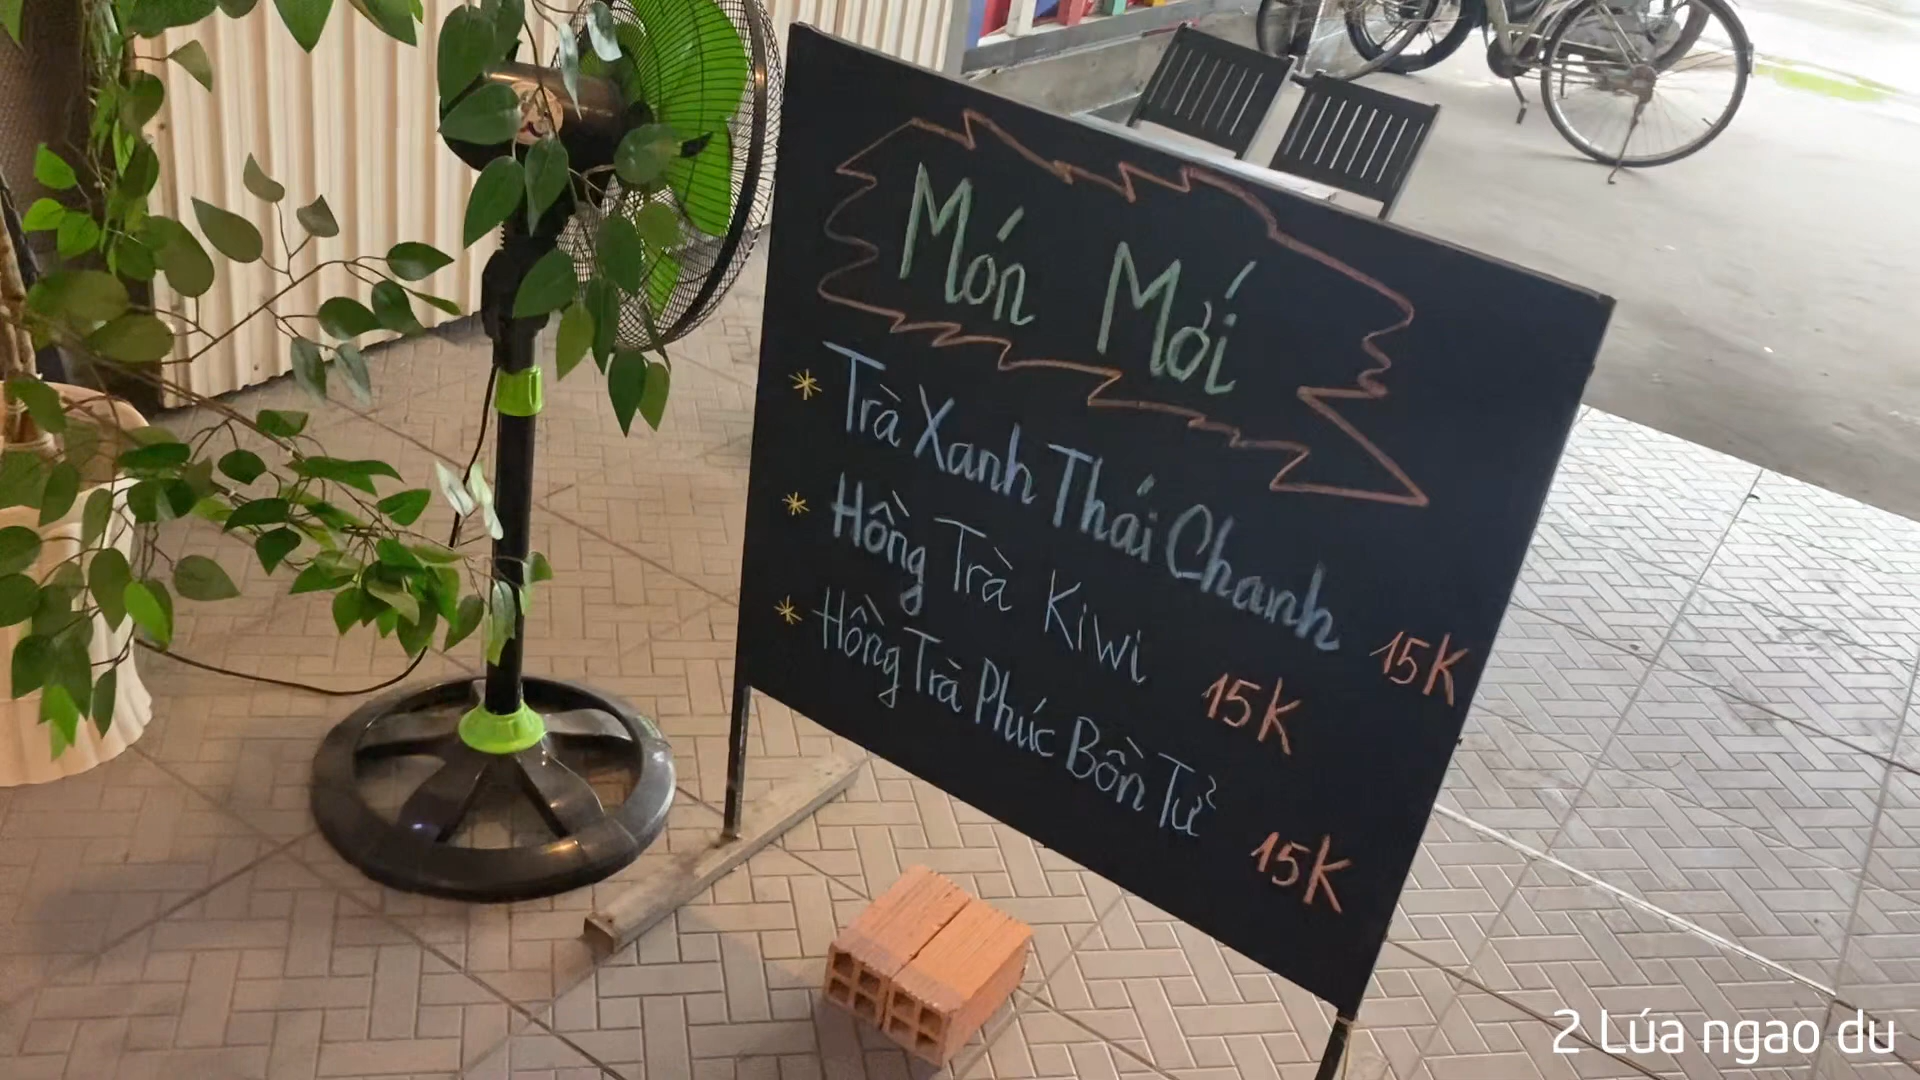 Món Mới
* Trà Xanh Thái Chanh 15K
* Hồng Trà Kiwi 15K
* Hồng Trà Phúc Bồn Tử 15K
2 Lúa ngao du